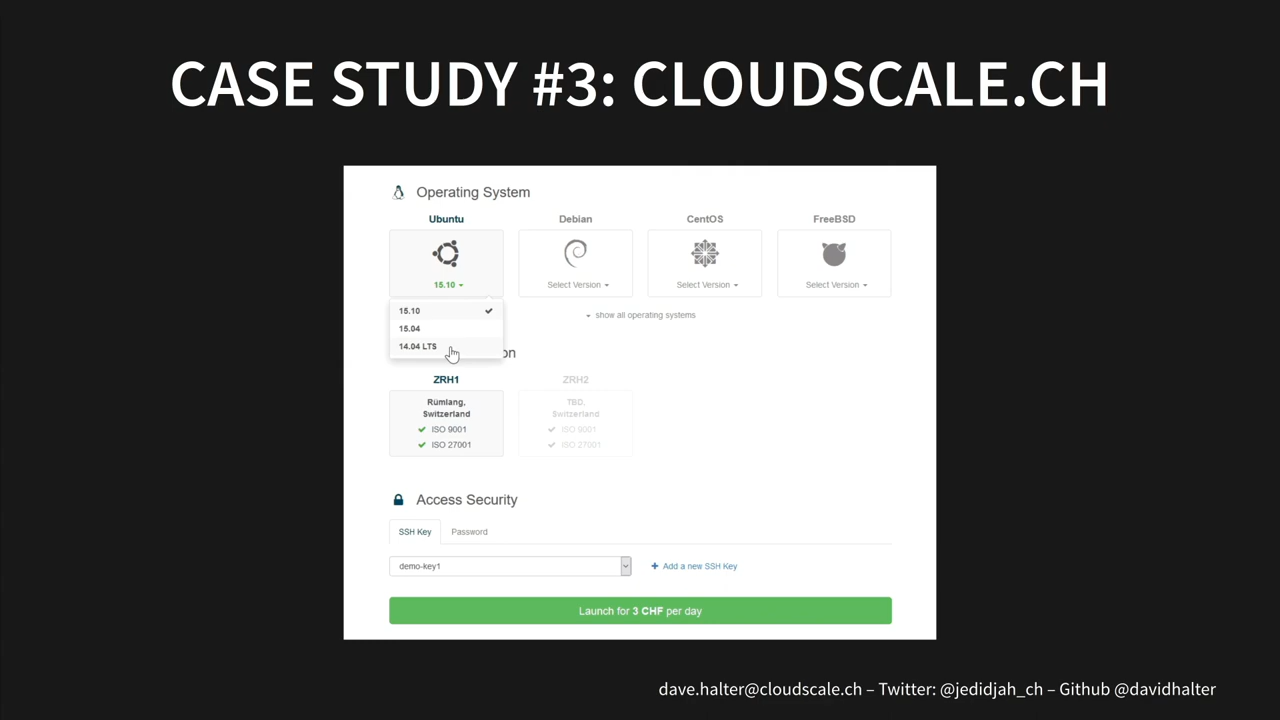 CASE STUDY #3: CLOUDSCALE.CH
Operating System
Ubuntu
Debian
CentOS
FreeBSD
15.10
Select Version
Select Version
Select Version
15.10
15.04
14.04 LTS
show all operating systems
on
ZRH1
ZRH2
Rümlang,
Switzerland
ISO 9001
ISO 27001
TBD,
Switzerland
ISO 9001
ISO 27001
Access Security
SSH Key
Password
demo-key1
Add a new SSH Key
Launch for 3 CHF per day
dave.halter@cloudscale.ch – Twitter: @jedidjah_ch – Github @davidhalter